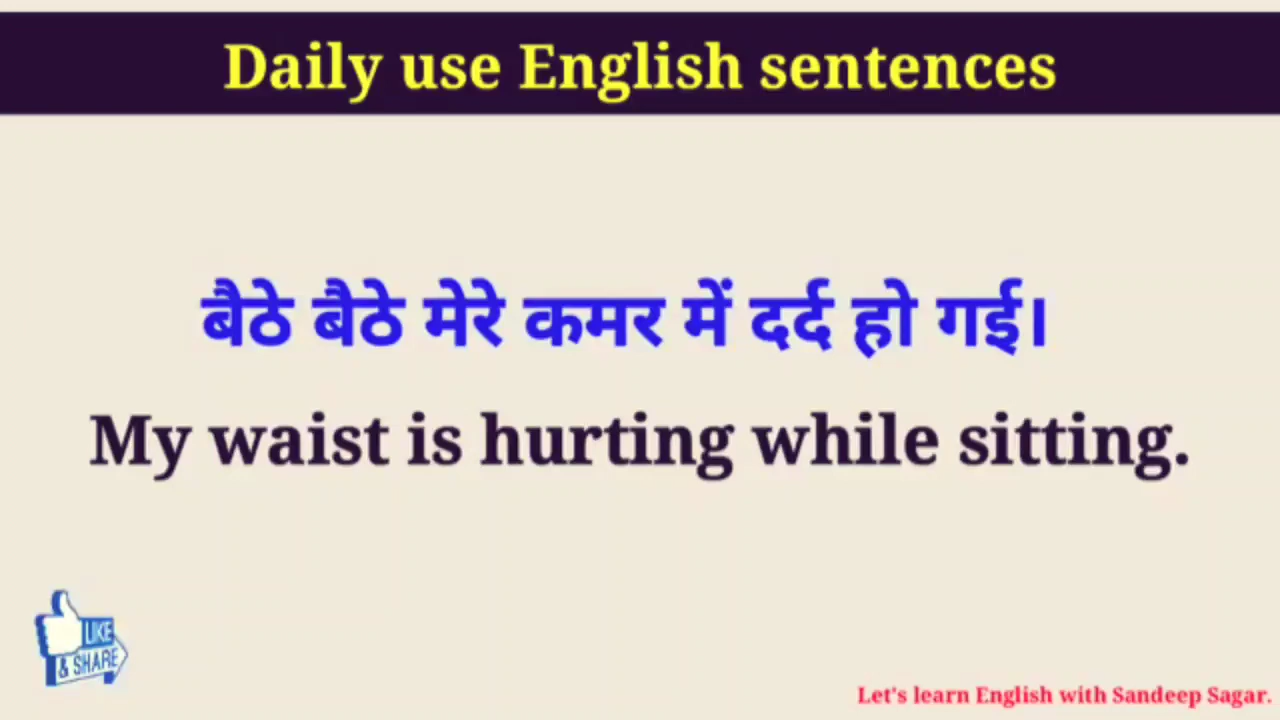 Daily use English sentences
बैठे बैठे मेरे कमर में दर्द हो गई।
My waist is hurting while sitting.
LIKE
& SHARE
Let's learn English with Sandeep Sagar.